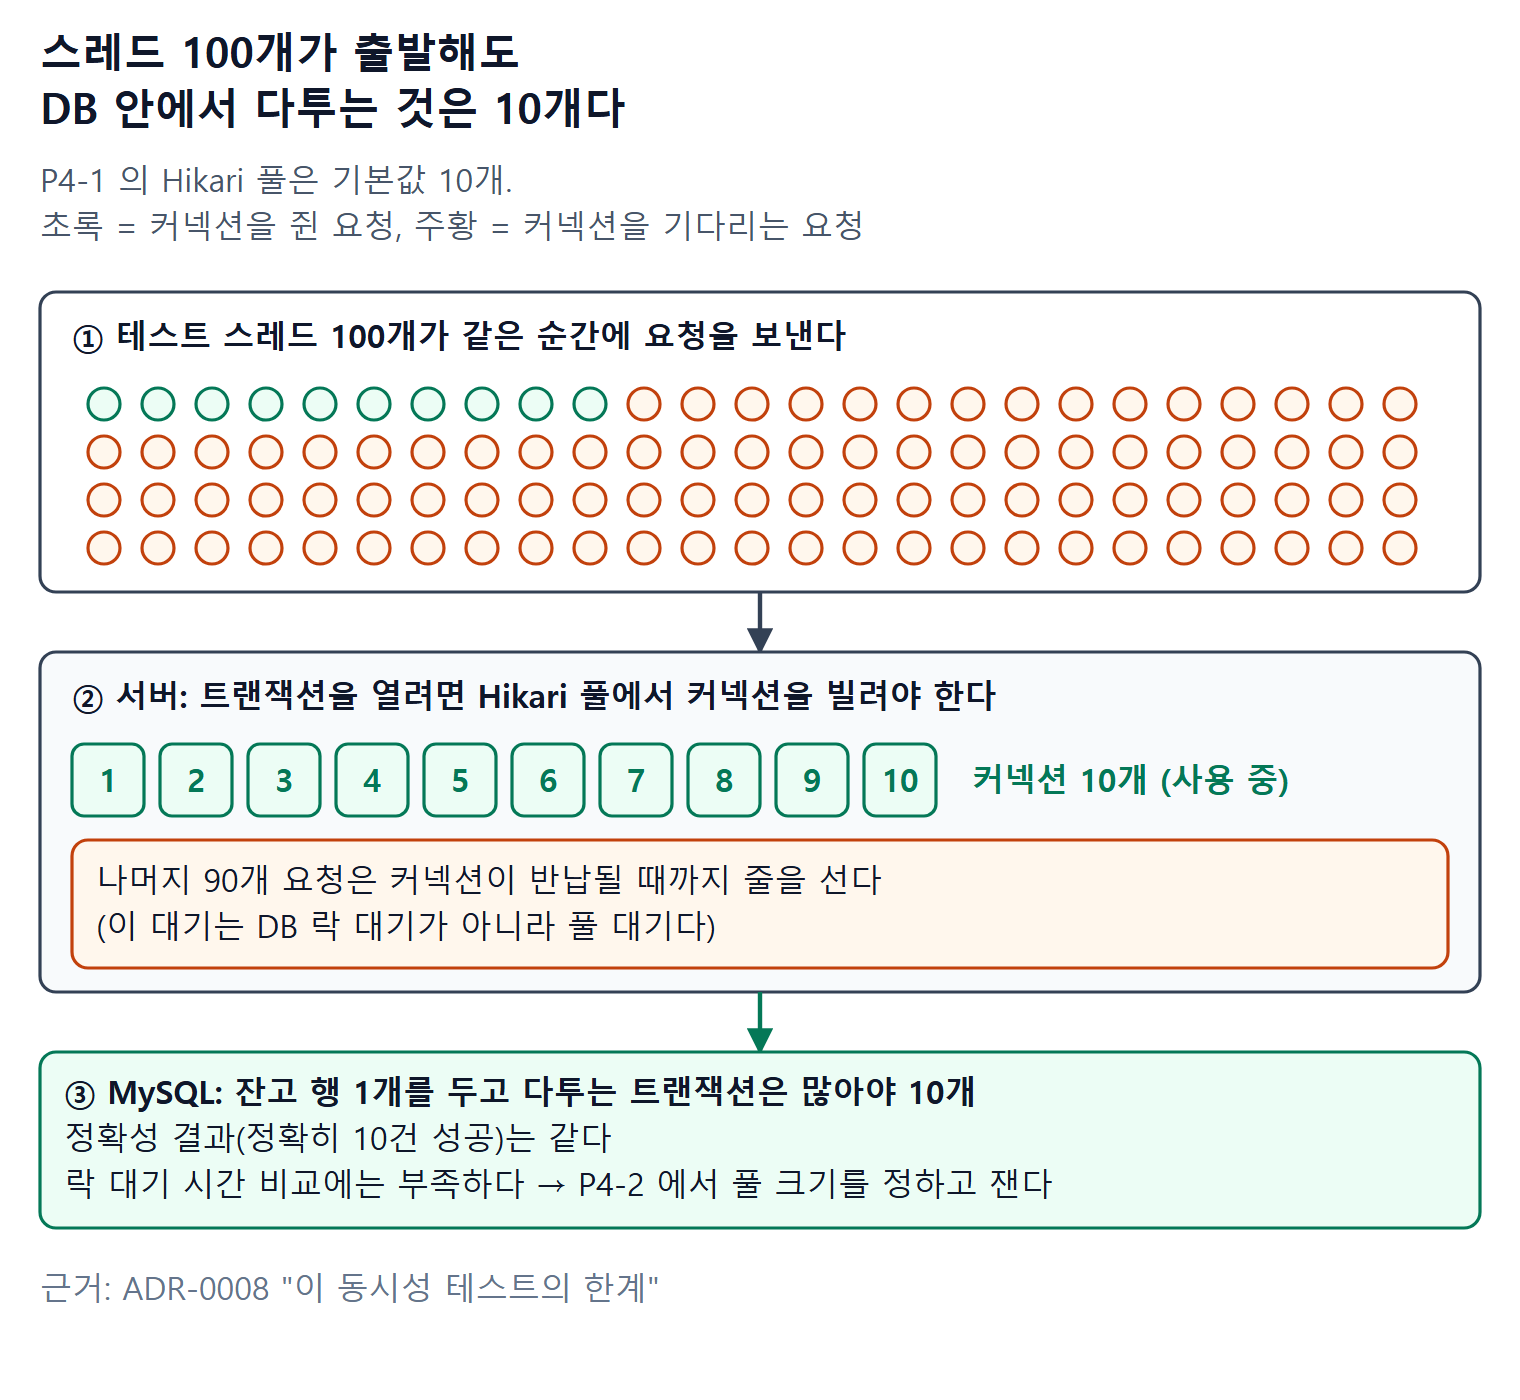 스레드 100개가 출발해도
DB 안에서 다투는 것은 10개다
P4-1 의 Hikari 풀은 기본값 10개.
초록 = 커넥션을 쥔 요청, 주황 = 커넥션을 기다리는 요청
① 테스트 스레드 100개가 같은 순간에 요청을 보낸다
② 서버: 트랜잭션을 열려면 Hikari 풀에서 커넥션을 빌려야 한다
1 2 3 4 5 6 7 8 9 10 커넥션 10개 (사용 중)
나머지 90개 요청은 커넥션이 반납될 때까지 줄을 선다
(이 대기는 DB 락 대기가 아니라 풀 대기다)
③ MySQL: 잔고 행 1개를 두고 다투는 트랜잭션은 많아야 10개
정확성 결과(정확히 10건 성공)는 같다
락 대기 시간 비교에는 부족하다 → P4-2 에서 풀 크기를 정하고 잰다
근거: ADR-0008 "이 동시성 테스트의 한계"